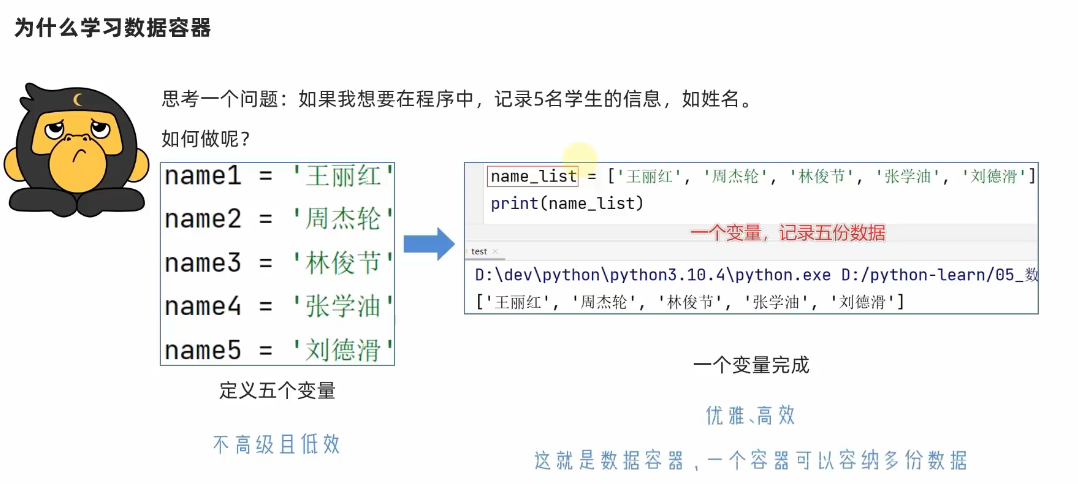 为什么学习数据容器
思考一个问题：如果我想要在程序中，记录5名学生的信息，如姓名。
如何做呢？
name1 = '王丽红'
name2 = '周杰轮'
name3 = '林俊节'
name4 = '张学油'
name5 = '刘德滑'
定义五个变量
不高级且低效
name_list = ['王丽红', '周杰轮', '林俊节', '张学油', '刘德滑']
print(name_list)
一个变量，记录五份数据
test ×
D:\dev\python\python3.10.4\python.exe D:/python-learn/05_数
['王丽红', '周杰轮', '林俊节', '张学油', '刘德滑']
一个变量完成
优雅、高效
这就是数据容器，一个容器可以容纳多份数据